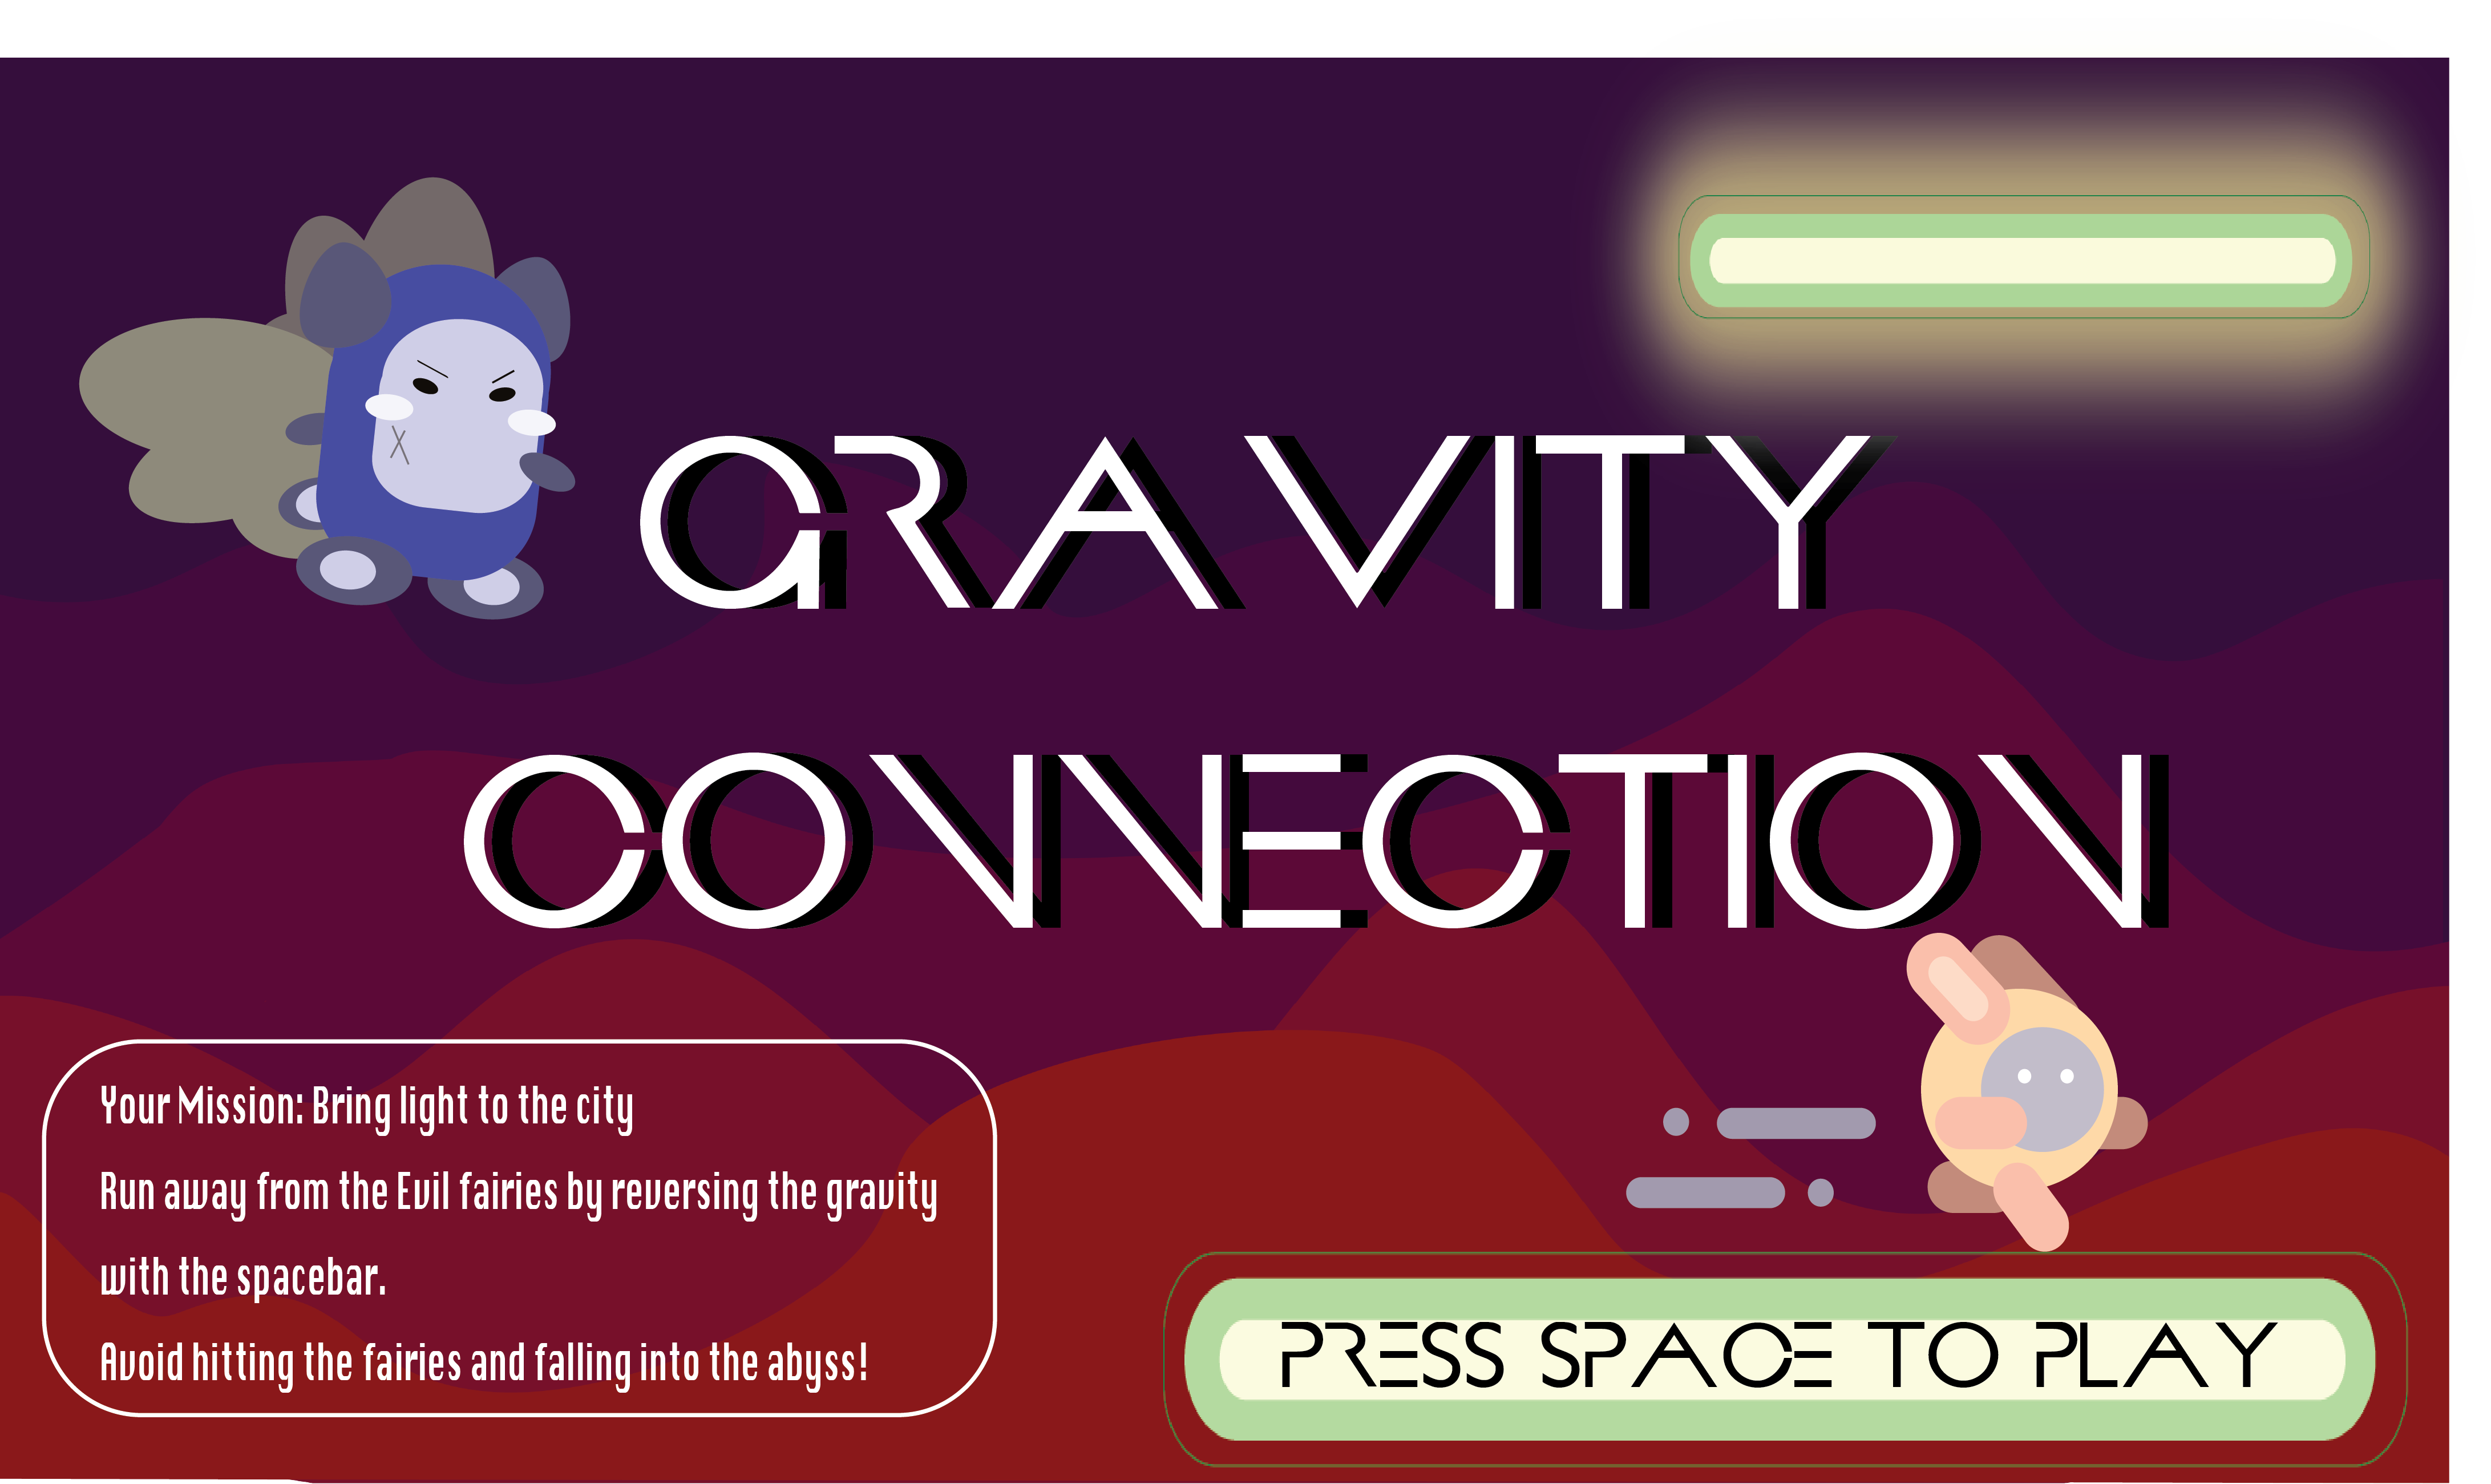 GRAVITY
CONNECTION
Your Mission: Bring light to the city
Run away from the Evil fairies by reversing the gravity
with the spacebar.
Avoid hitting the fairies and falling into the abyss!
PRESS SPACE TO PLAY